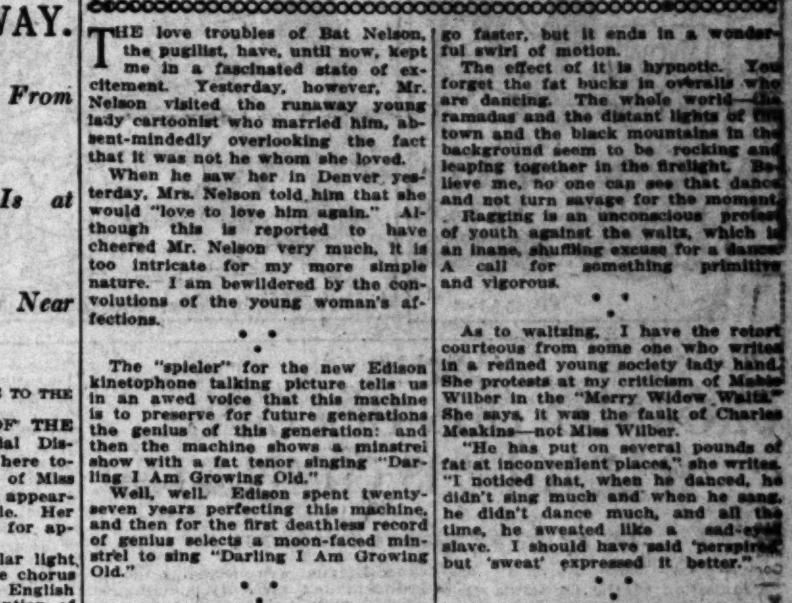 WAY.
From
Is at
Near
TO THE
OF THE
ial Dis-
here to-
of Miss
appear-
le. Her
for ap-
lar light,
e chorus
English
THE love troubles of Bat Nelson,
the pugilist, have, until now, kept
me in a fascinated state of ex-
citement. Yesterday, however, Mr.
Nelson visited the runaway young
lady cartoonist who married him, ab-
sent-mindedly overlooking the fact
that it was not he whom she loved.
When he saw her in Denver yes-
terday, Mrs. Nelson told him that she
would "love to love him again." Al-
though this is reported to have
cheered Mr. Nelson very much, it is
too intricate for my more simple
nature. I am bewildered by the con-
volutions of the young woman's af-
fections.
The "spieler" for the new Edison
kinetophone talking picture tells us
in an awed voice that this machine
is to preserve for future generations
the genius of this generation: and
then the machine shows a minstrel
show with a fat tenor singing "Dar-
ling I Am Growing Old."
Well, well. Edison spent twenty-
seven years perfecting this machine,
and then for the first deathless record
of genius selects a moon-faced min-
strel to sing "Darling I Am Growing
Old."
go faster, but it ends in a wonder-
ful swirl of motion.
The effect of it is hypnotic. You
forget the fat bucks in overalls who
are dancing. The whole world—the
ramadas and the distant lights of the
town and the black mountains in the
background seem to be rocking and
leaping together in the firelight. Be-
lieve me, no one can see that dance
and not turn savage for the moment.
Ragging is an unconscious protest
of youth against the waltz, which is
an inane, shuffling excuse for a dance.
A call for something primitive
and vigorous.
As to waltzing, I have the retort
courteous from some one who writes
in a refined young society lady hand.
She protests at my criticism of Mable
Wilber in the "Merry Widow Waltz."
She says, it was the fault of Charles
Meakins—not Miss Wilber.
"He has put on several pounds of
fat at inconvenient places," she writes.
"I noticed that, when he danced, he
didn't sing much and when he sang,
he didn't dance much, and all the
time, he sweated like a sad-eyed
slave. I should have said 'perspired,'
but 'sweat' expressed it better."